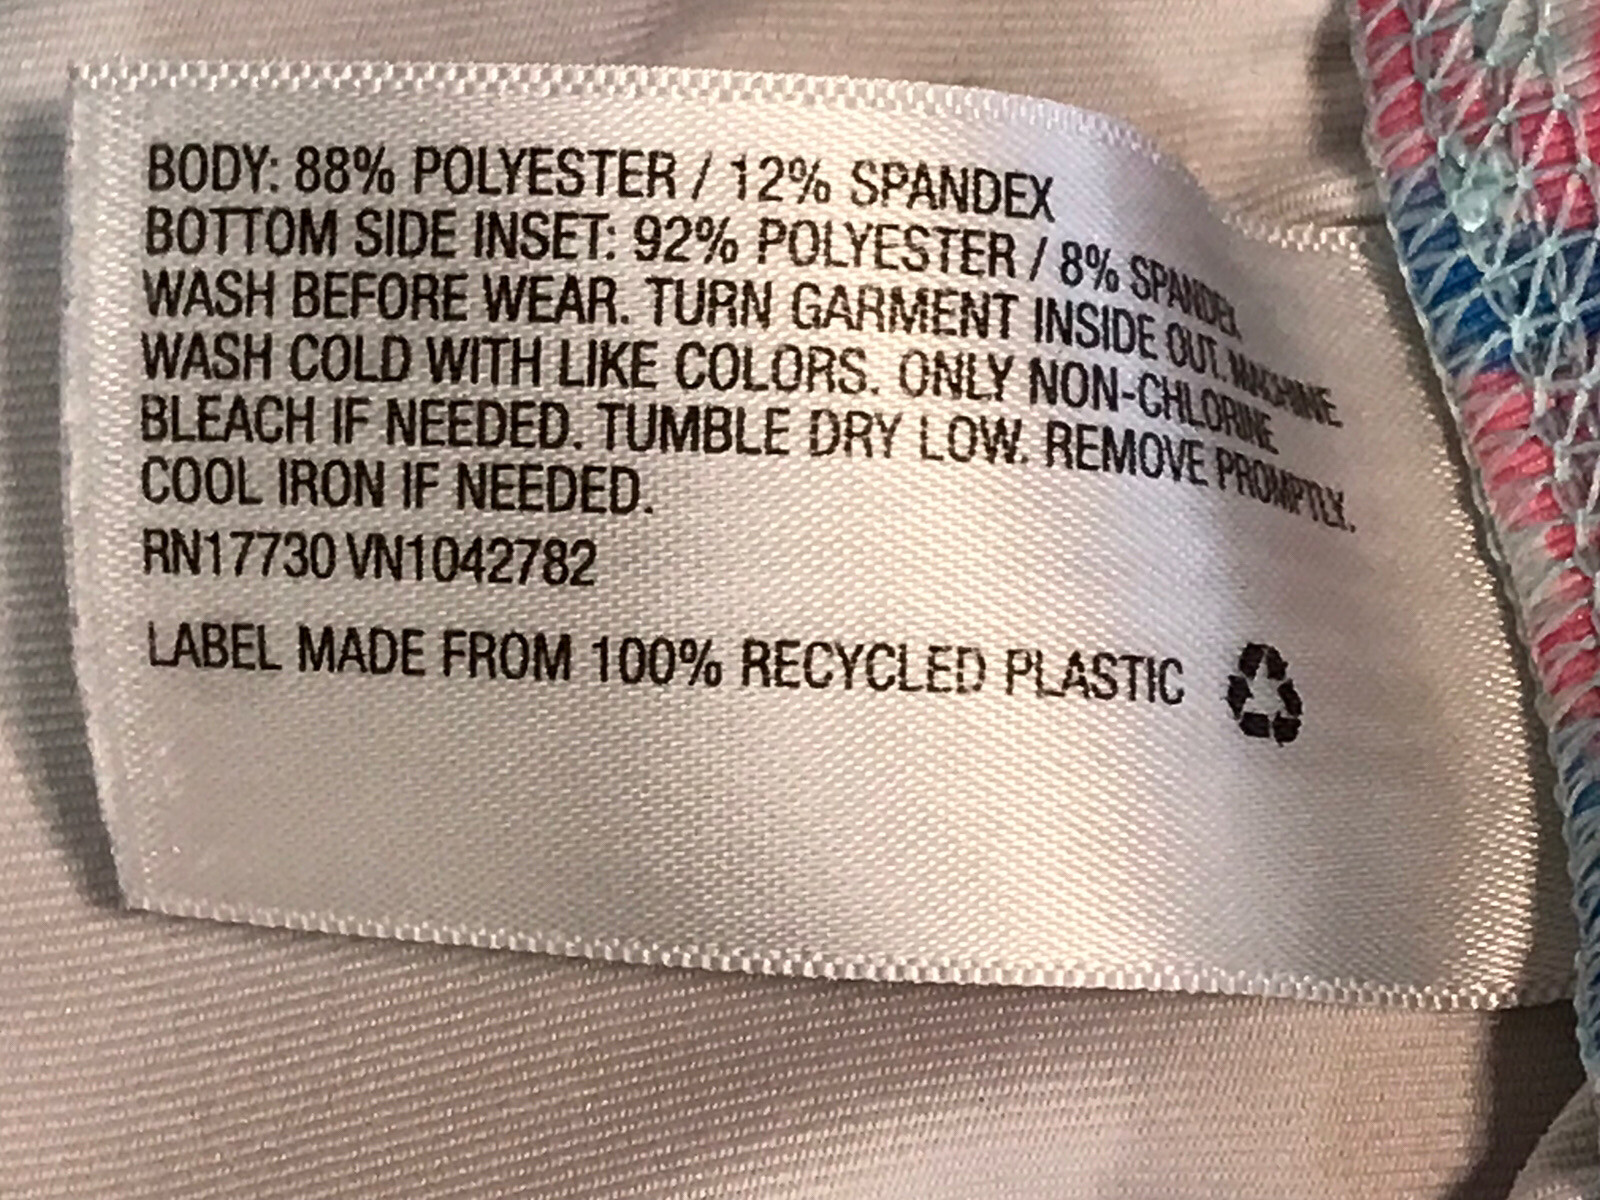 BODY: 88% POLYESTER / 12% SPANDEX
BOTTOM SIDE INSET: 92% POLYESTER / 8% SPANDEX
WASH BEFORE WEAR. TURN GARMENT INSIDE OUT. MACHINE
WASH COLD WITH LIKE COLORS. ONLY NON-CHLORINE
BLEACH IF NEEDED. TUMBLE DRY LOW. REMOVE PROMPTLY.
COOL IRON IF NEEDED.
RN17730 VN1042782
LABEL MADE FROM 100% RECYCLED PLASTIC